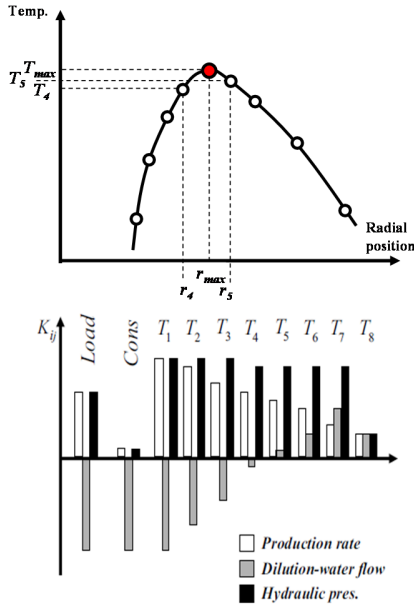 Temp.
T5 Tmax
T4
Radial
position
rmax
r4 r5
Kij Load Cons T1 T2 T3 T4 T5 T6 T7 T8
Production rate
Dilution-water flow
Hydraulic pres.